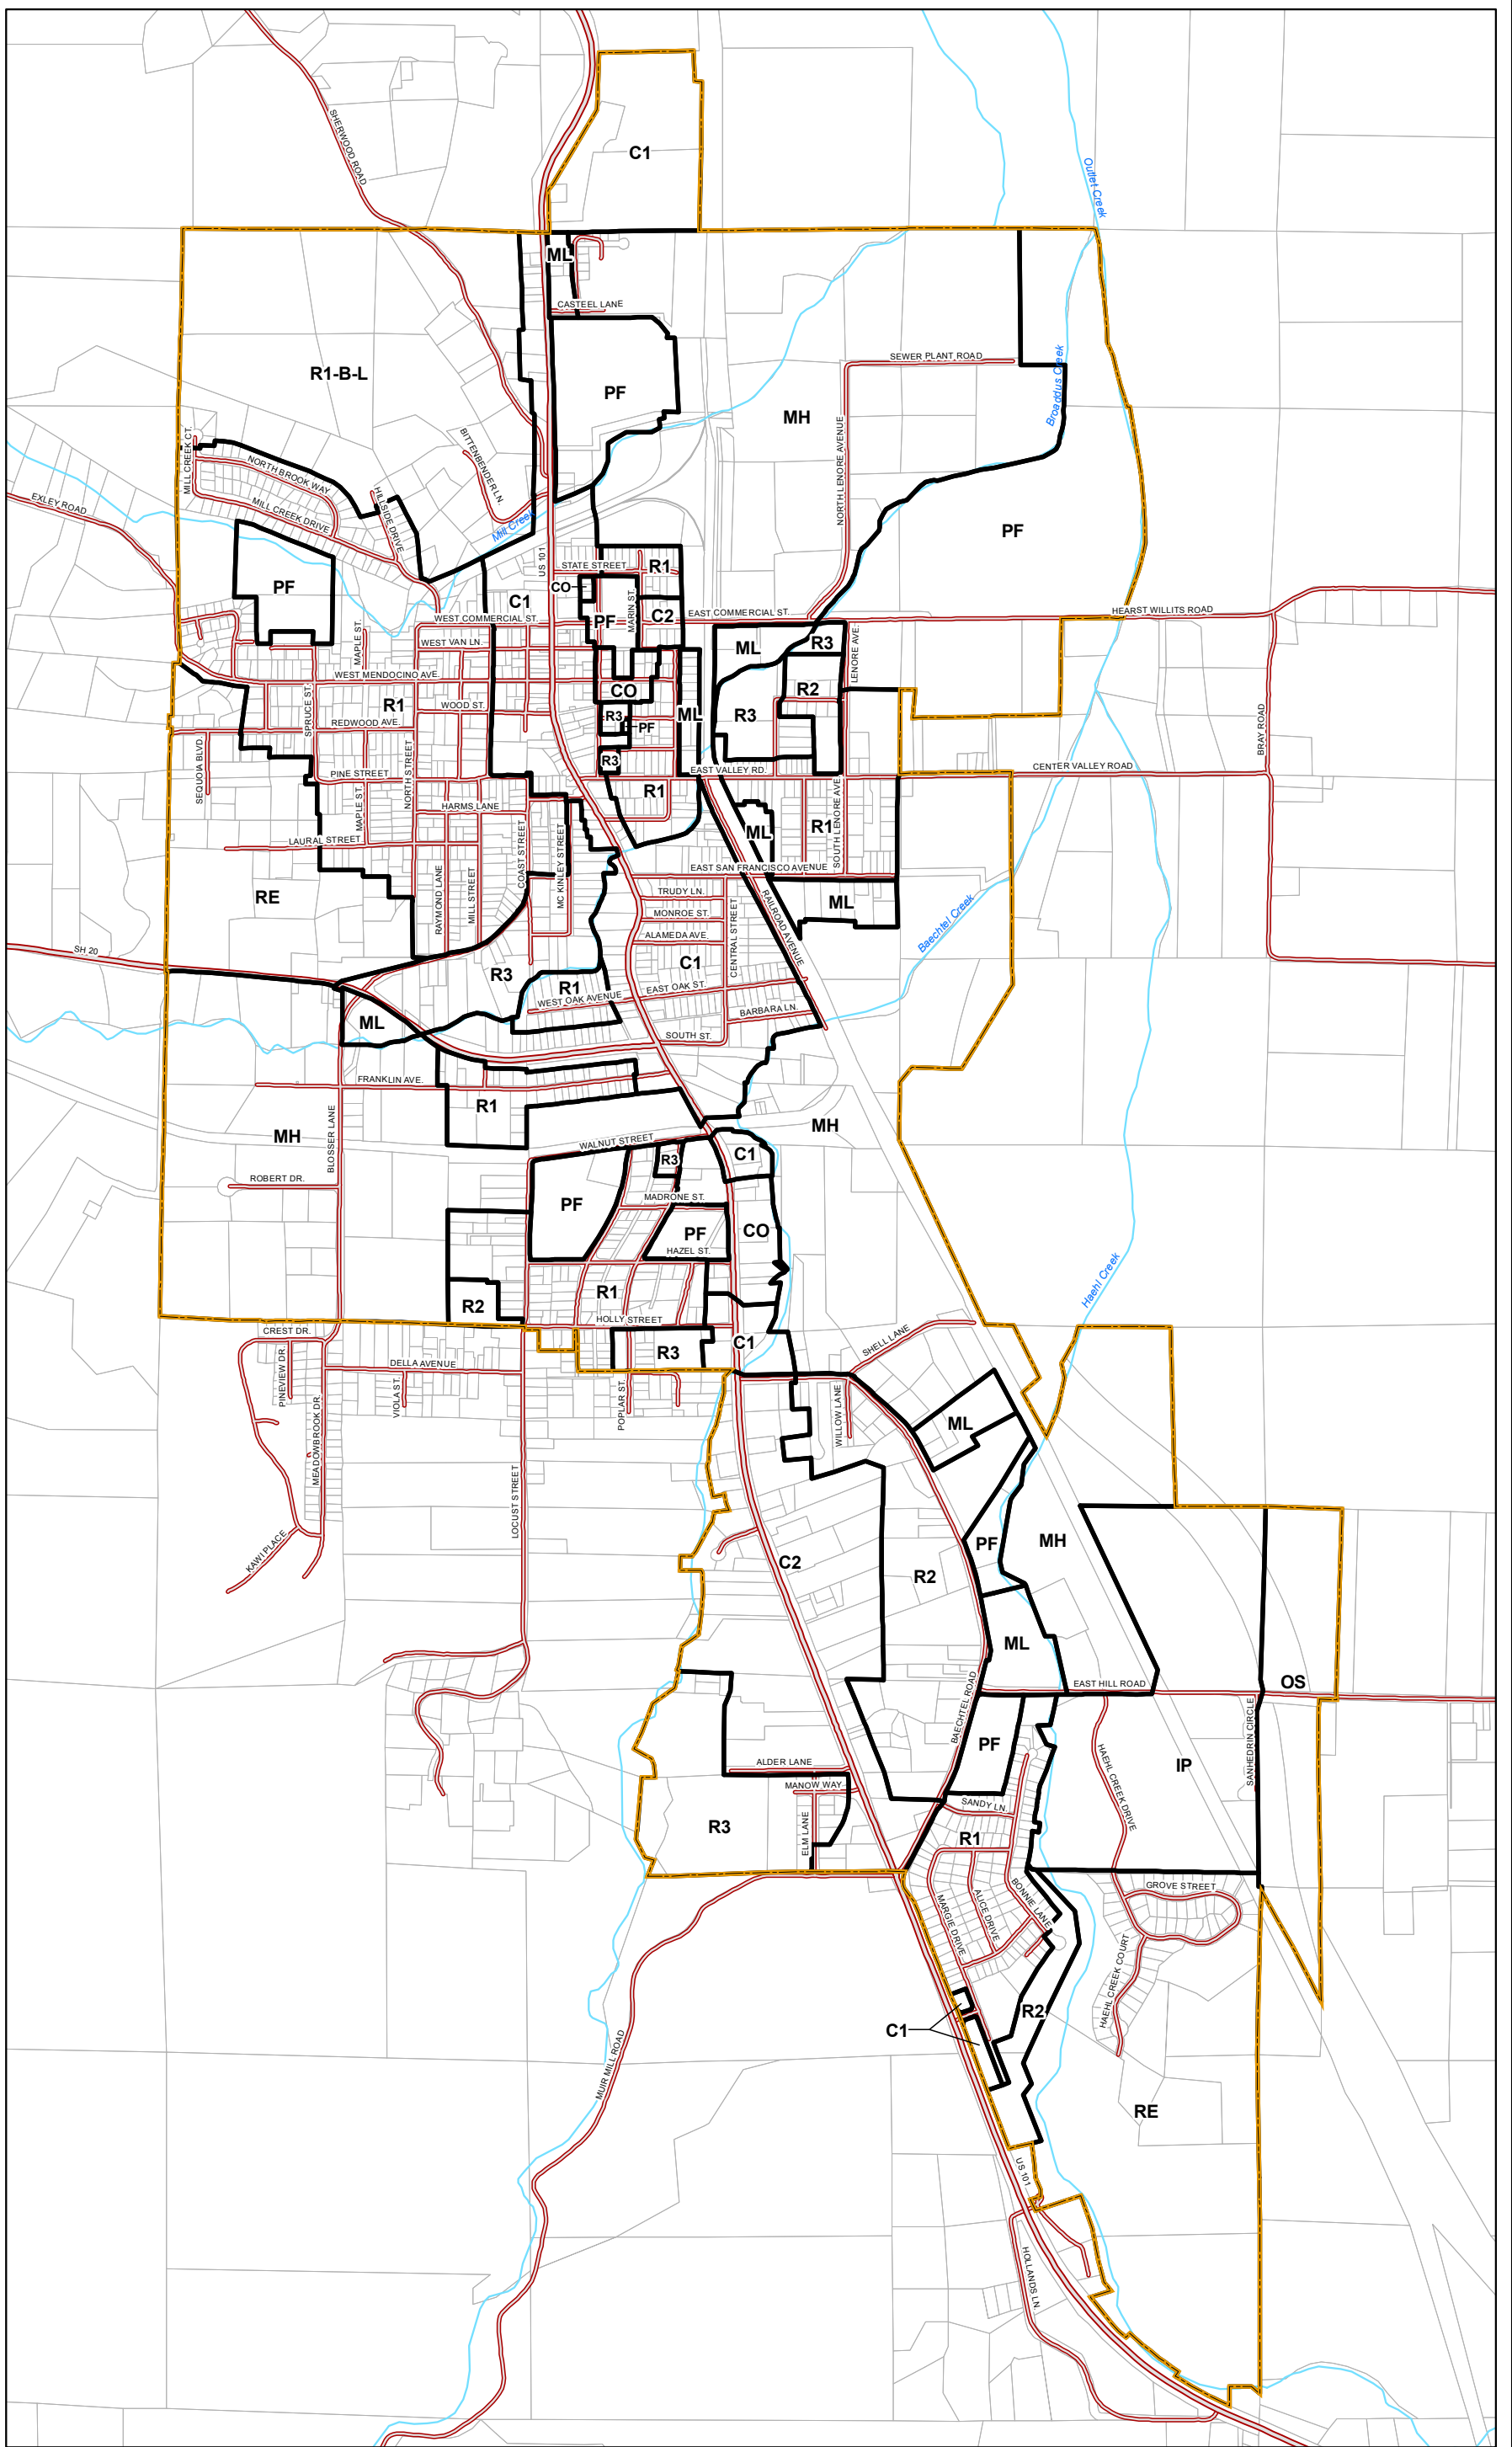 C1
SHERWOOD ROAD
Outlet Creek
ML
CASTEEL LANE
SEWER PLANT ROAD
R1-B-L
PF
MH
Broaddus Creek
MILL CREEK CT.
NORTH BROOK WAY
BITTENBENDER LN.
NORTH LENORE AVENUE
EXLEY ROAD
MILL CREEK DRIVE
HILLSIDE DRIVE
Mill Creek
PF
US 101
STATE STREET
R1
PF
CO
C1
MARIN ST.
C2
EAST COMMERCIAL ST.
HEARST WILLITS ROAD
WEST COMMERCIAL ST.
PF
MAPLE ST.
WEST VAN LN.
ML
R3
LENORE AVE.
WEST MENDOCINO AVE.
CO
R2
SPRUCE ST.
R1
WOOD ST.
R3
PF
ML
R3
REDWOOD AVE.
BRAY ROAD
SEQUOIA BLVD.
PINE STREET
NORTH STREET
R3
EAST VALLEY RD.
CENTER VALLEY ROAD
MAPLE ST.
HARMS LANE
R1
ML
R1
SOUTH LENORE AVE.
LAURAL STREET
COAST STREET
MC KINLEY STREET
EAST SAN FRANCISCO AVENUE
RE
RAYMOND LANE
MILL STREET
TRUDY LN.
RAILROAD AVENUE
ML
MONROE ST.
CENTRAL STREET
Baechtel Creek
ALAMEDA AVE.
SH 20
R3
C1
R1
EAST OAK ST.
WEST OAK AVENUE
BARBARA LN.
ML
SOUTH ST.
FRANKLIN AVE.
R1
MH
BLOSSER LANE
MH
WALNUT STREET
C1
R3
ROBERT DR.
PF
MADRONE ST.
PF
CO
HAZEL ST.
Haehl Creek
R2
R1
HOLLY STREET
CREST DR.
C1
SHELL LANE
R3
DELLA AVENUE
PINEVIEW DR.
VIOLA ST.
POPLAR ST.
WILLOW LANE
ML
MEADOWBROOK DR.
LOCUST STREET
KAWI PLACE
C2
R2
PF
MH
ML
EAST HILL ROAD
OS
BAECHTEL ROAD
PF
SANHEDRIN CIRCLE
ALDER LANE
HAEHL CREEK DRIVE
IP
MANOW WAY
SANDY LN.
R3
ELM LANE
R1
GROVE STREET
MARGIE DRIVE
ALICE DRIVE
BONNIE LANE
HAEHL CREEK COURT
R2
C1
MUIR MILL ROAD
RE
US 101
HOLLANDS LN.